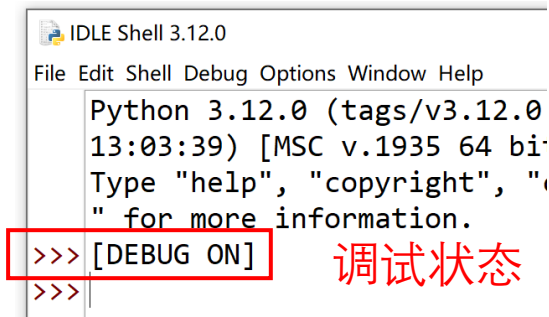 IDLE Shell 3.12.0
File Edit Shell Debug Options Window Help
Python 3.12.0 (tags/v3.12.0
13:03:39) [MSC v.1935 64 bi
Type "help", "copyright", "
" for more information.
>>> [DEBUG ON] 调试状态
>>>